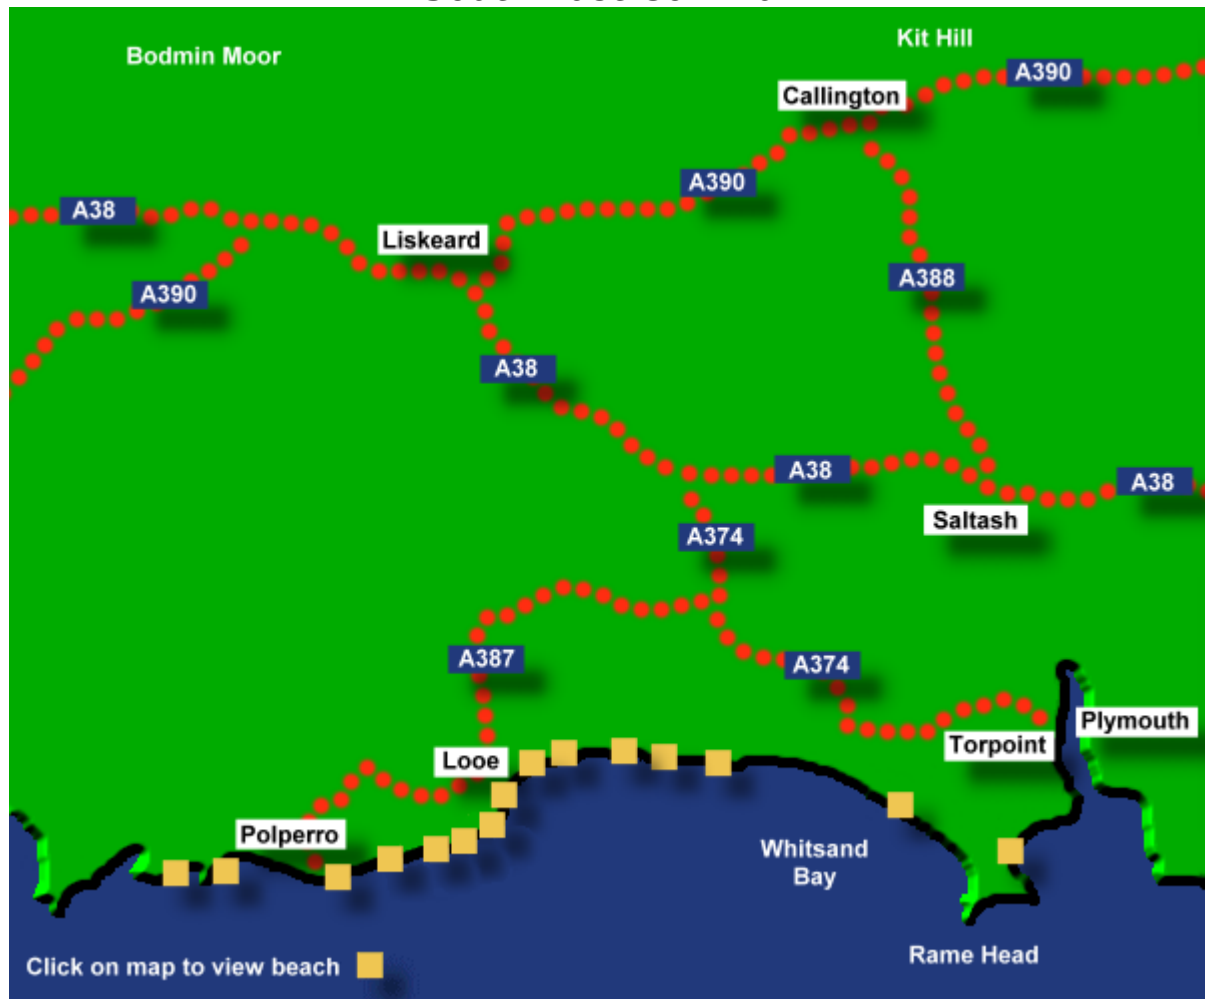 Bodmin Moor
Kit Hill
A390
Callington
A390
A38
Liskeard
A390
A388
A38
A38
A38
Saltash
A374
A387
A374
Plymouth
Torpoint
Looe
Polperro
Whitsand
Bay
Rame Head
Click on map to view beach